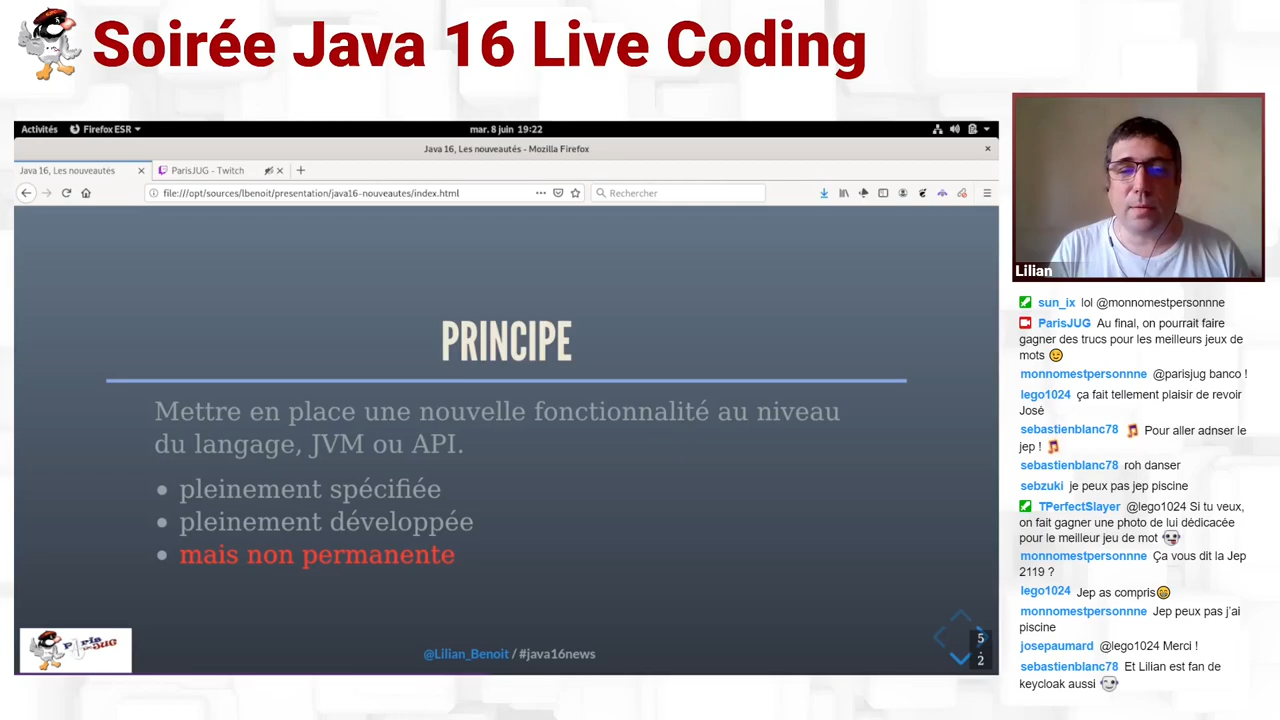 Soirée Java 16 Live Coding
Activités Firefox ESR mar. 8 juin 19:22
Java 16, Les nouveautés - Mozilla Firefox
Java 16, Les nouveautés ParisJUG - Twitch
file:///opt/sources/lbenoit/presentation/java16-nouveautes/index.html Rechercher
PRINCIPE
Mettre en place une nouvelle fonctionnalité au niveau
du langage, JVM ou API.
pleinement spécifiée
pleinement développée
mais non permanente
Paris JUG
@Lilian_Benoit / #java16news
5
.
2
Lilian
sun_ix lol @monnomestpersonnne
ParisJUG Au final, on pourrait faire
gagner des trucs pour les meilleurs jeux de
mots
monnomestpersonnne @parisjug banco !
lego1024 ça fait tellement plaisir de revoir
José
sebastienblanc78 Pour aller adnser le
jep !
sebastienblanc78 roh danser
sebzuki je peux pas jep piscine
TPerfectSlayer @lego1024 Si tu veux,
on fait gagner une photo de lui dédicacée
pour le meilleur jeu de mot
monnomestpersonnne Ça vous dit la Jep
2119 ?
lego1024 Jep as compris
monnomestpersonnne Jep peux pas j'ai
piscine
josepaumard @lego1024 Merci !
sebastienblanc78 Et Lilian est fan de
keycloak aussi